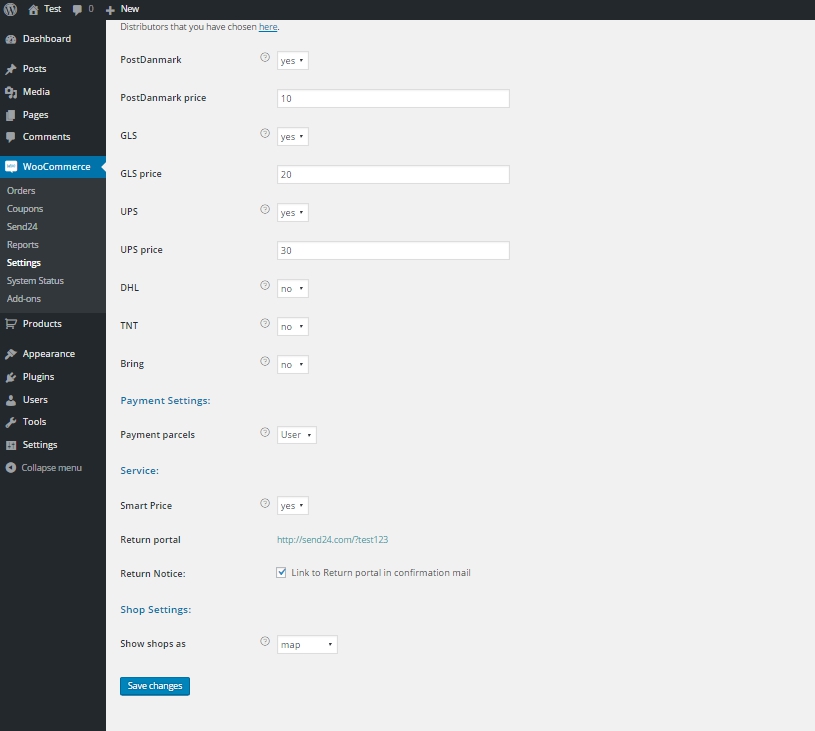 Test 0 New
Dashboard
Posts
Media
Pages
Comments
WooCommerce
Orders
Coupons
Send24
Reports
Settings
System Status
Add-ons
Products
Appearance
Plugins
Users
Tools
Settings
Collapse menu
Distributors that you have chosen here.
PostDanmark ? yes
PostDanmark price 10
GLS ? yes
GLS price 20
UPS ? yes
UPS price 30
DHL ? no
TNT ? no
Bring ? no
Payment Settings:
Payment parcels ? User
Service:
Smart Price ? yes
Return portal http://send24.com/?test123
Return Notice: Link to Return portal in confirmation mail
Shop Settings:
Show shops as ? map
Save changes